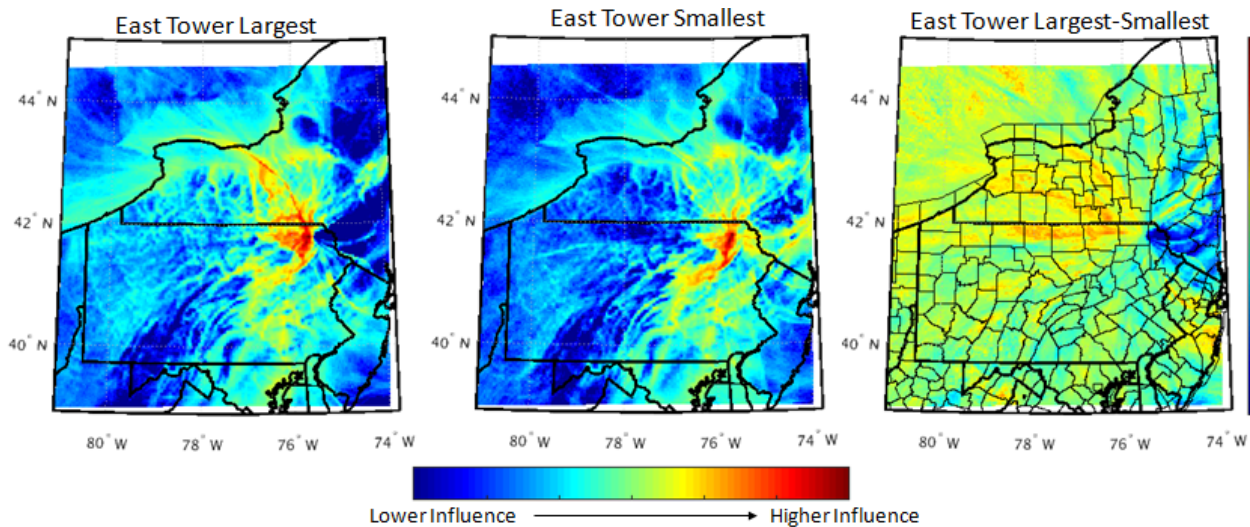 East Tower Largest
East Tower Smallest
East Tower Largest-Smallest
44° N
42° N
40° N
80° W
78° W
76° W
74° W
44° N
42° N
40° N
80° W
78° W
76° W
74° W
44° N
42° N
40° N
80° W
78° W
76° W
74° W
Lower Influence
Higher Influence